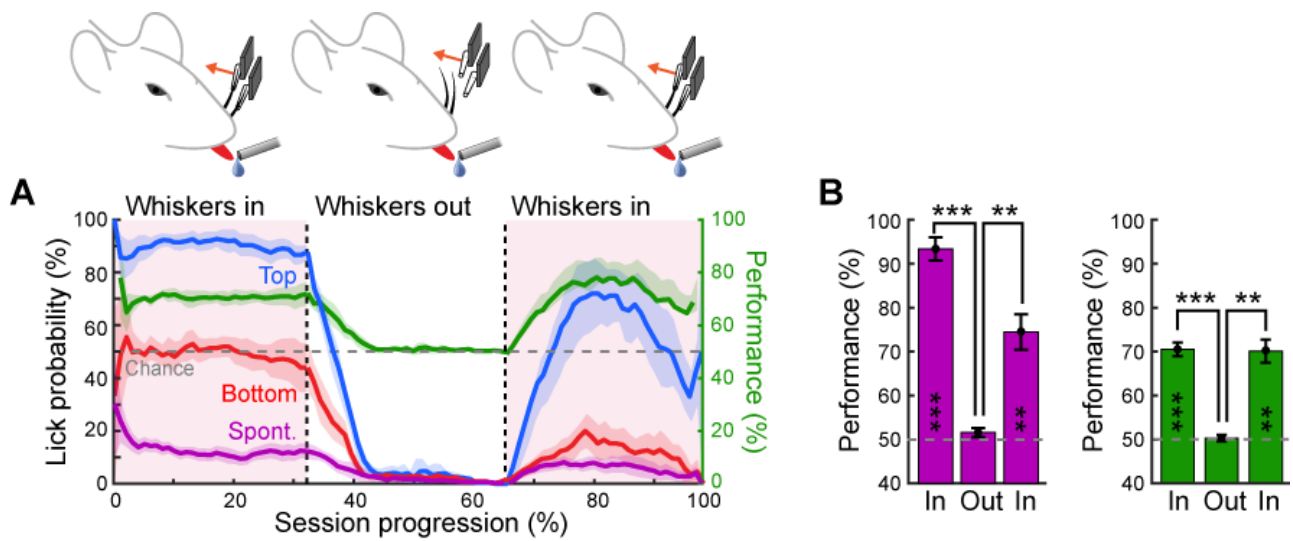 A
Whiskers in
Whiskers out
Whiskers in
B
Lick probability (%)
100
80
60
40
20
0
Top
Chance
Bottom
Spont.
100
80
60
40
20
0
Performance (%)
0
20
40
60
80
100
Session progression (%)
Performance (%)
100
90
80
70
60
50
40
***
**
***
**
In
Out
In
Performance (%)
100
90
80
70
60
50
40
***
**
***
**
In
Out
In